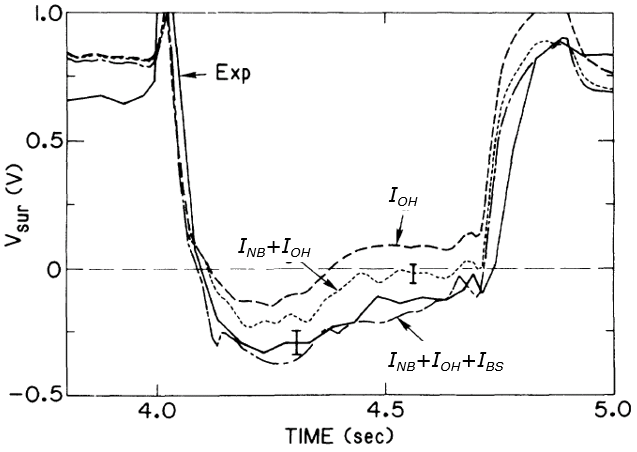 1.0
Exp
0.5
V_sur (V)
I_OH
I_NB+I_OH
0
I_NB+I_OH+I_BS
-0.5
4.0 4.5 5.0
TIME (sec)